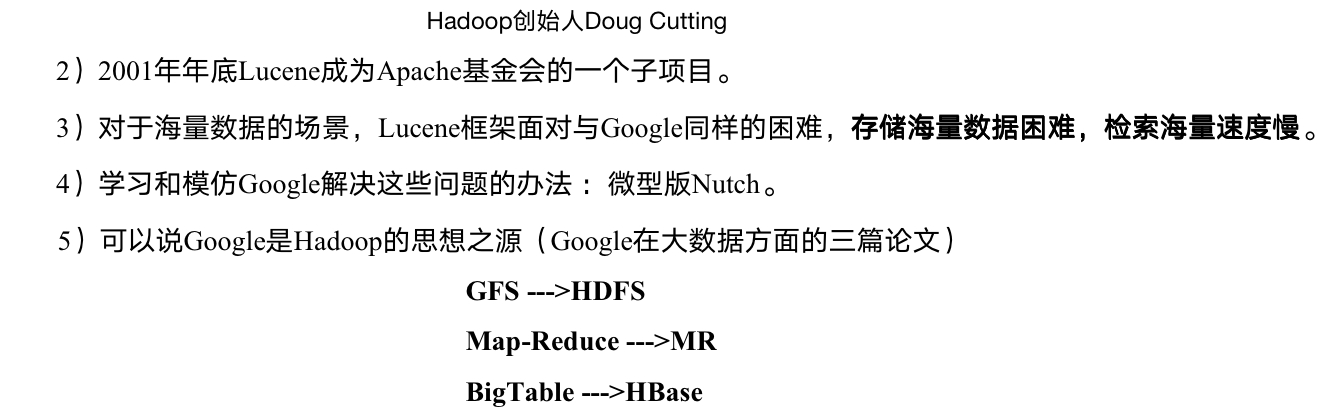 Hadoop创始人Doug Cutting
2）2001年年底Lucene成为Apache基金会的一个子项目。
3）对于海量数据的场景，Lucene框架面对与Google同样的困难，存储海量数据困难，检索海量速度慢。
4）学习和模仿Google解决这些问题的办法 ：微型版Nutch。
5）可以说Google是Hadoop的思想之源（Google在大数据方面的三篇论文）
GFS --->HDFS
Map-Reduce --->MR
BigTable --->HBase